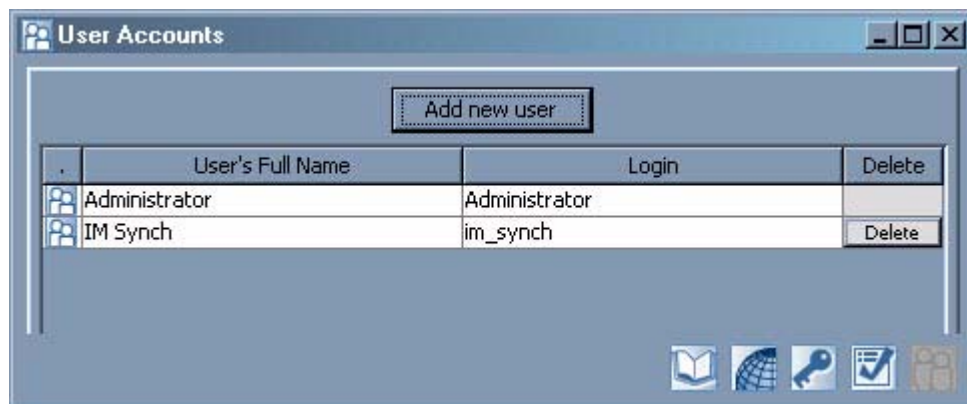 User Accounts
Add new user
. User's Full Name Login Delete
Administrator Administrator
IM Synch im_synch Delete